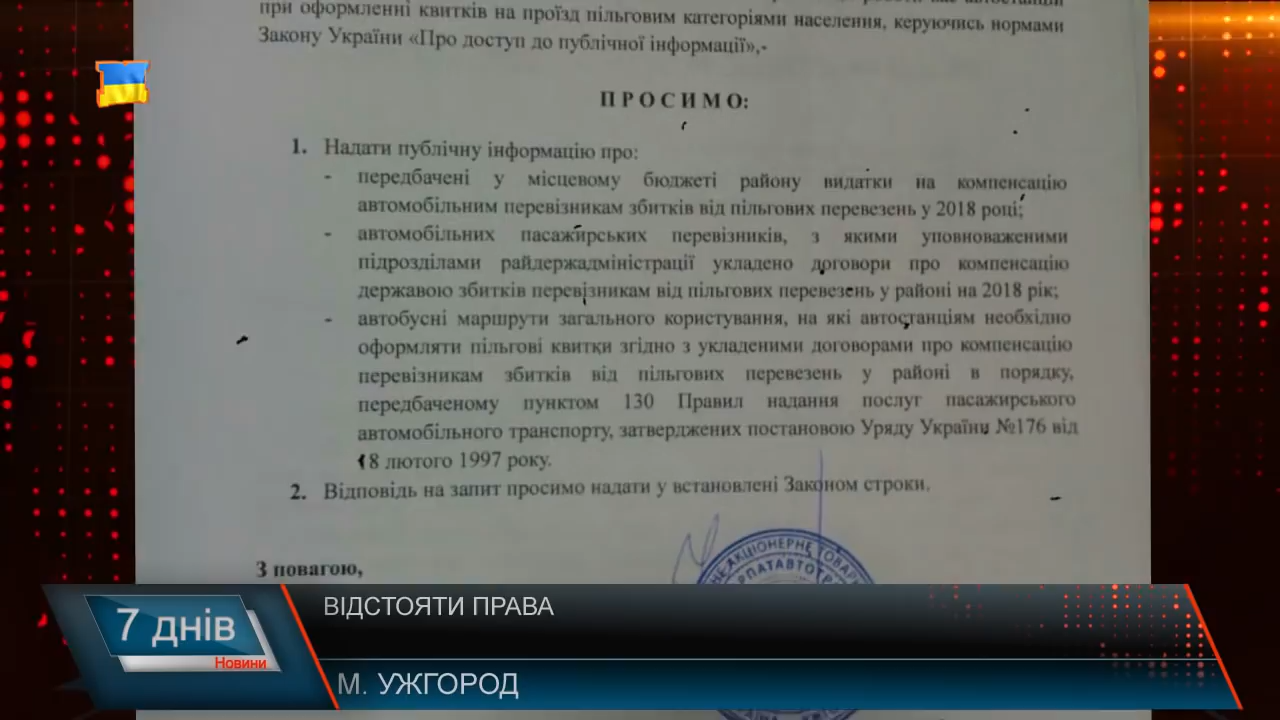 при оформленні квитків на проїзд пільговим категоріями населення, керуючись нормами
Закону України «Про доступ до публічної інформації»,-
ПРОСИМО:
1. Надати публічну інформацію про:
- передбачені у місцевому бюджеті району видатки на компенсацію
автомобільним перевізникам збитків від пільгових перевезень у 2018 році;
- автомобільних пасажирських перевізників, з якими уповноваженими
підрозділами райдержадміністрації укладено договори про компенсацію
державою збитків перевізникам від пільгових перевезень у районі на 2018 рік;
- автобусні маршрути загального користування, на які автостанціям необхідно
оформляти пільгові квитки згідно з укладеними договорами про компенсацію
перевізникам збитків від пільгових перевезень у районі в порядку,
передбаченому пунктом 130 Правил надання послуг пасажирського
автомобільного транспорту, затверджених постановою Уряду України №176 від
18 лютого 1997 року.
2. Відповідь на запит просимо надати у встановлені Законом строки.
НЕ АКЦІОНЕРНЕ ТОВАР
РПАТАВТОТР
З повагою,
7 днів
Новини
ВІДСТОЯТИ ПРАВА
М. УЖГОРОД